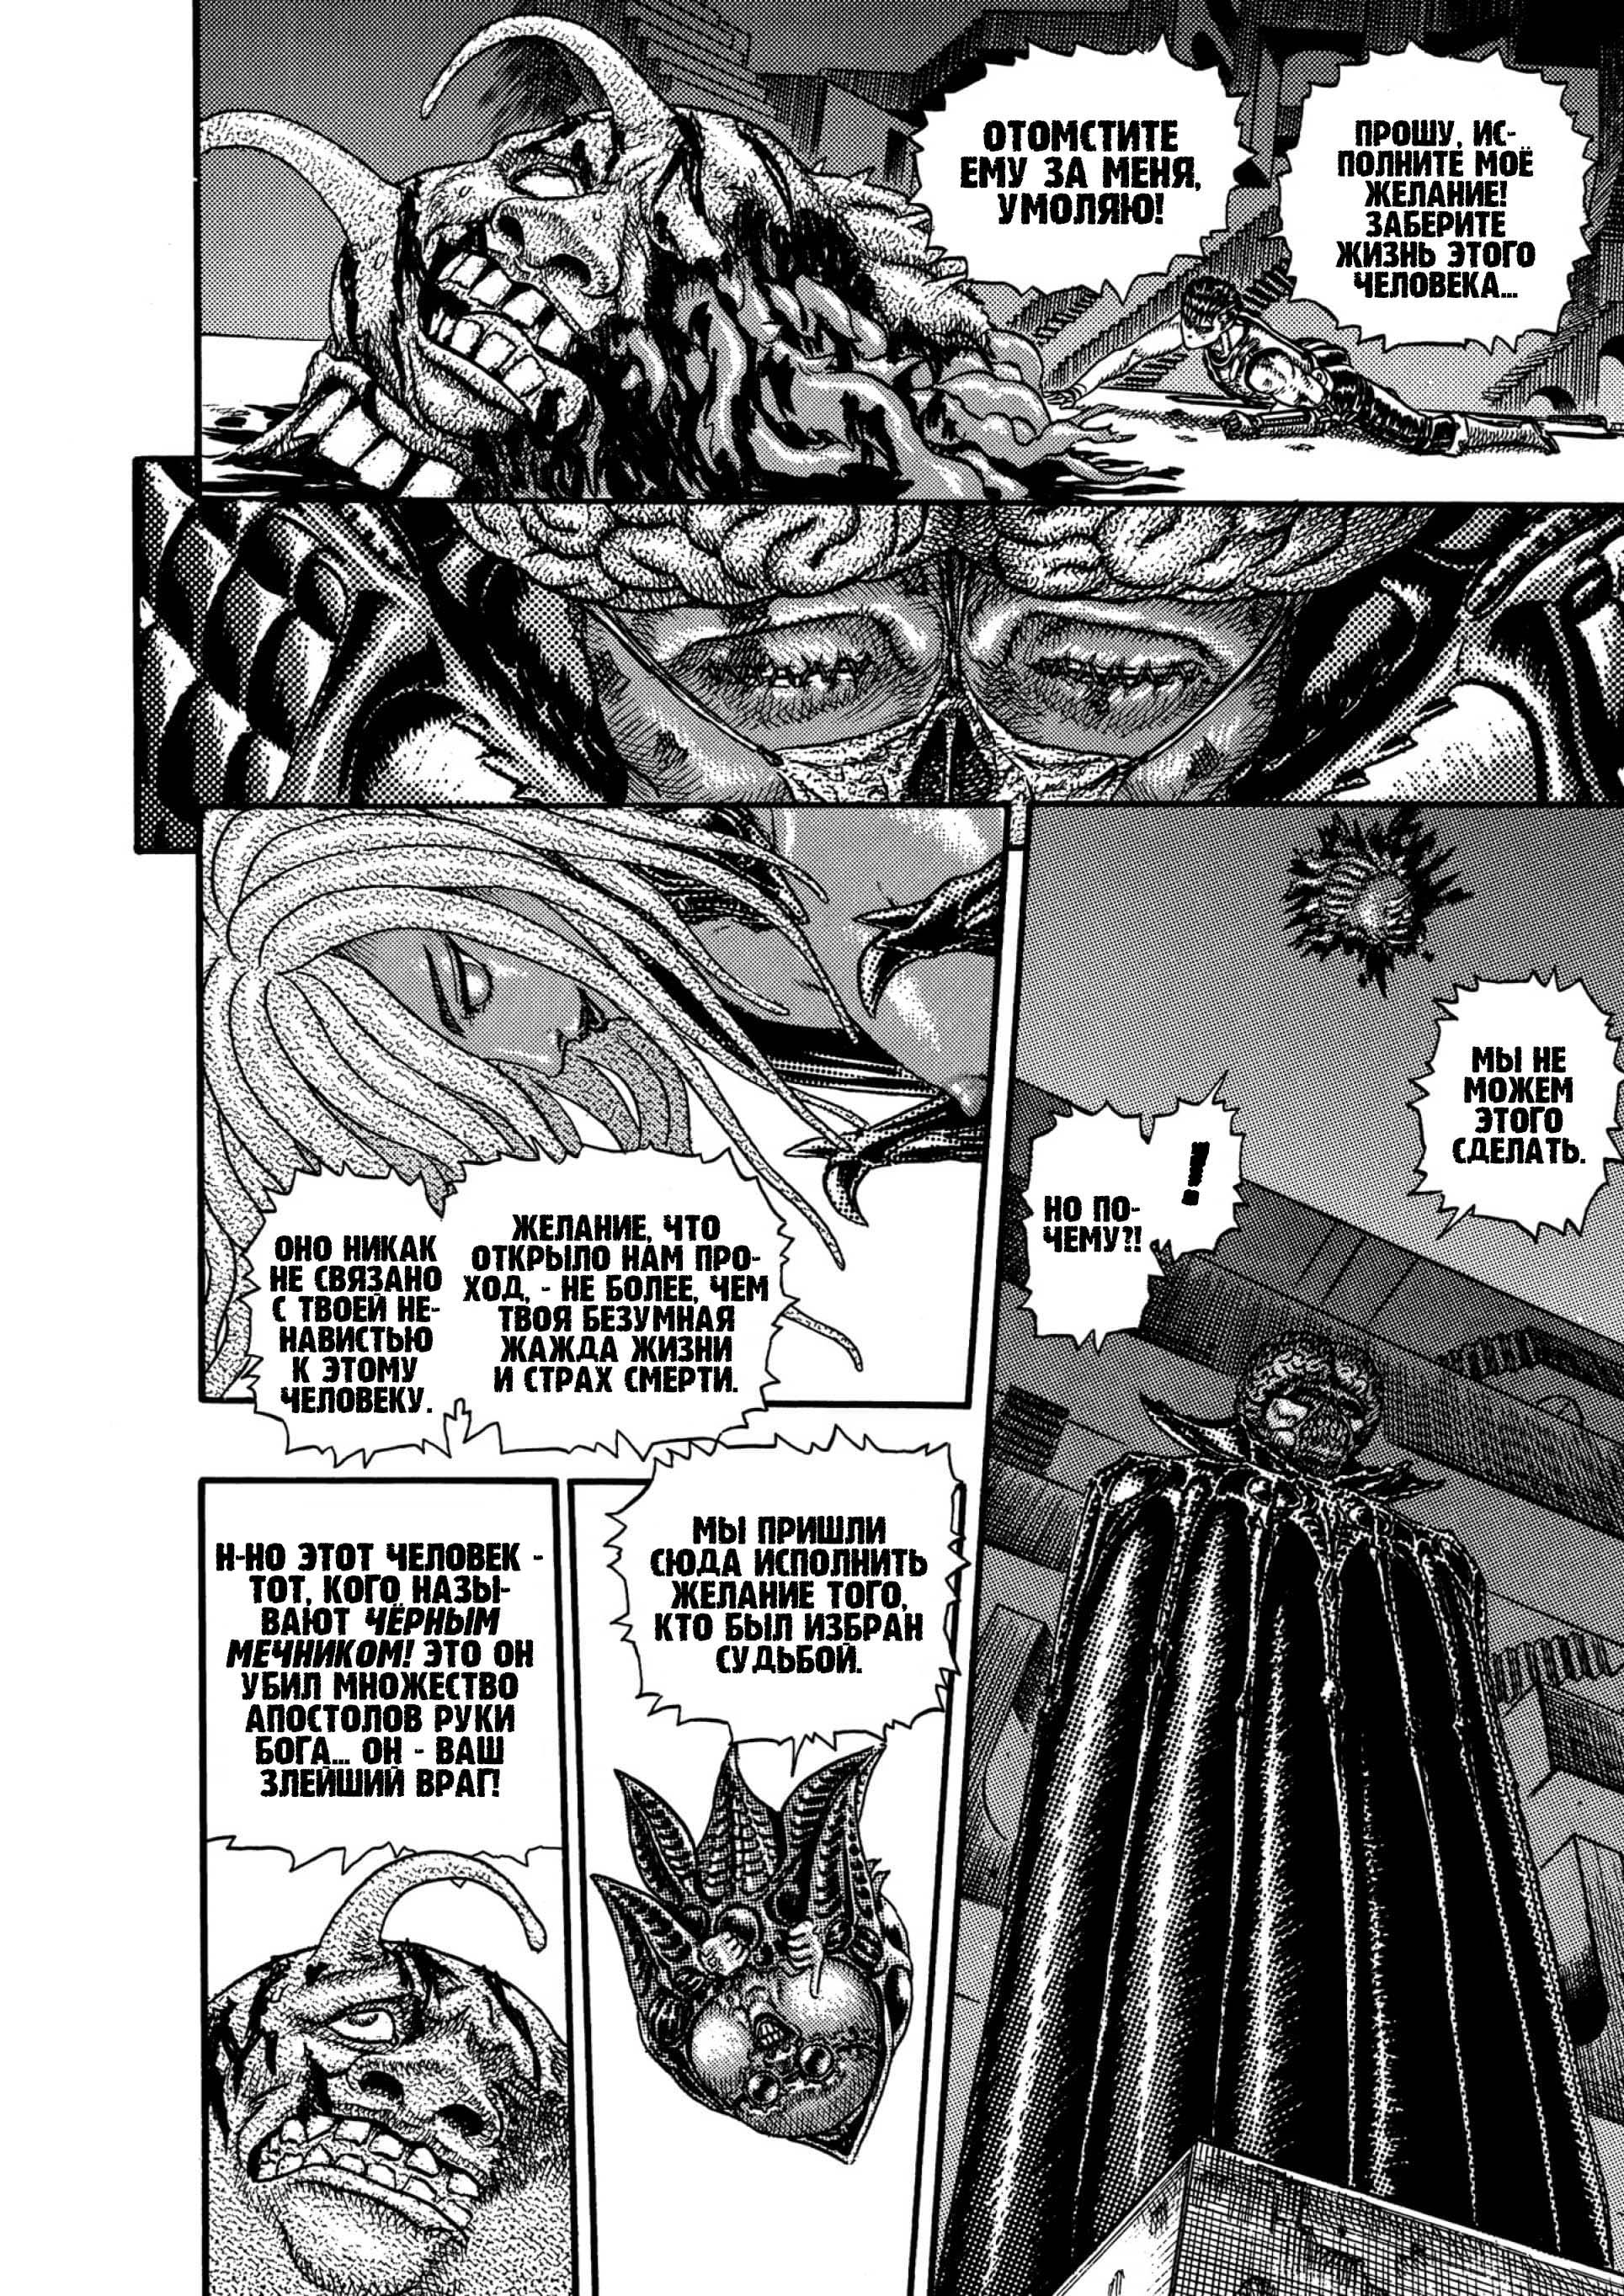 ПРОШУ, ИС-
ПОЛНИТЕ МОЁ
ЖЕЛАНИЕ!
ЗАБЕРИТЕ
ЖИЗНЬ ЭТОГО
ЧЕЛОВЕКА...
ОТОМСТИТЕ
ЕМУ ЗА МЕНЯ,
УМОЛЯЮ!
МЫ НЕ
МОЖЕМ
ЭТОГО
СДЕЛАТЬ.
НО ПО-
ЧЕМУ?!
ЖЕЛАНИЕ, ЧТО
ОТКРЫЛО НАМ ПРО-
ХОД, - НЕ БОЛЕЕ, ЧЕМ
ТВОЯ БЕЗУМНАЯ
ЖАЖДА ЖИЗНИ
И СТРАХ СМЕРТИ.
ОНО НИКАК
НЕ СВЯЗАНО
С ТВОЕЙ НЕ-
НАВИСТЬЮ
К ЭТОМУ
ЧЕЛОВЕКУ.
МЫ ПРИШЛИ
СЮДА ИСПОЛНИТЬ
ЖЕЛАНИЕ ТОГО,
КТО БЫЛ ИЗБРАН
СУДЬБОЙ.
Н-НО ЭТОТ ЧЕЛОВЕК -
ТОТ, КОГО НАЗЫ-
ВАЮТ ЧЁРНЫМ
МЕЧНИКОМ! ЭТО ОН
УБИЛ МНОЖЕСТВО
АПОСТОЛОВ РУКИ
БОГА... ОН - ВАШ
ЗЛЕЙШИЙ ВРАГ!